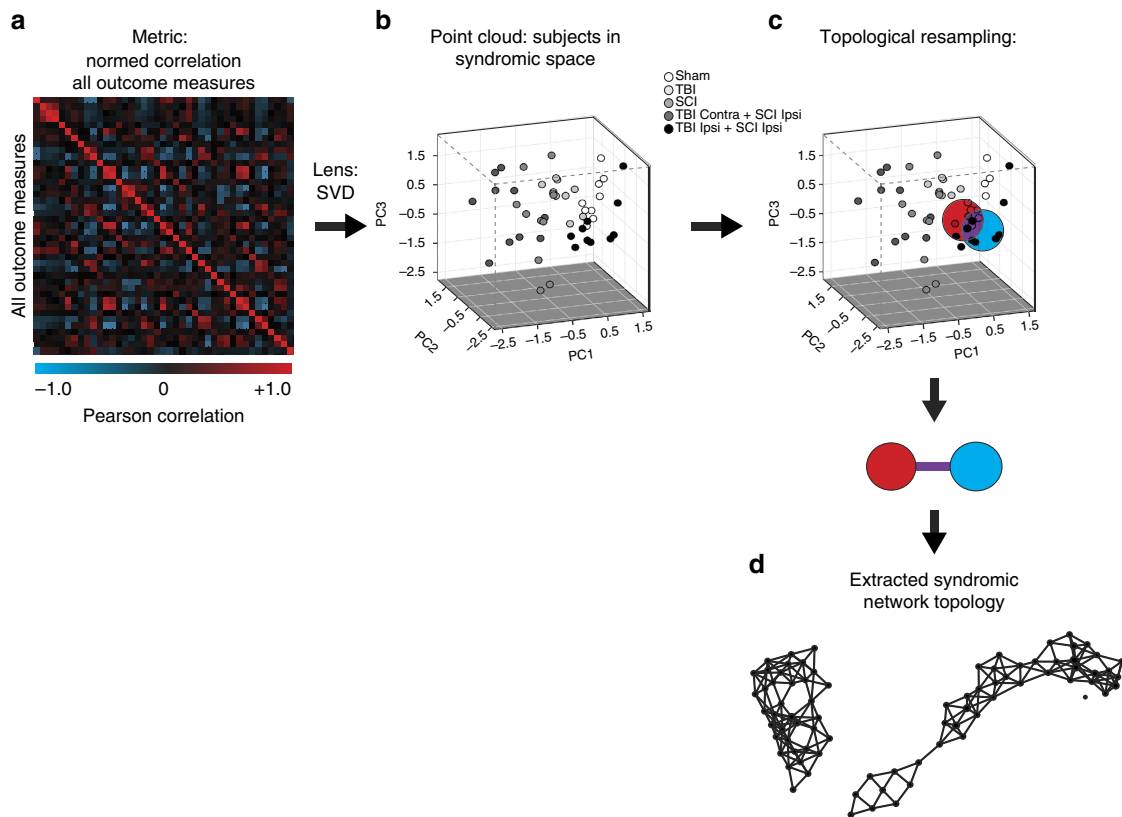 a
Metric:
normed correlation
all outcome measures
All outcome measures
−1.0
0
+1.0
Pearson correlation
Lens:
SVD
b
Point cloud: subjects in
syndromic space
Sham
TBI
SCI
TBI Contra + SCI Ipsi
TBI Ipsi + SCI Ipsi
1.5
0.5
−0.5
−1.5
−2.5
PC3
1.5
−0.5
−0.5
−2.5
PC2
−2.5
−1.5
−0.5
0.5
1.5
PC1
c
Topological resampling:
1.5
0.5
−0.5
−1.5
−2.5
PC3
1.5
−0.5
−0.5
−2.5
PC2
−2.5
−1.5
−0.5
0.5
1.5
PC1
d
Extracted syndromic
network topology